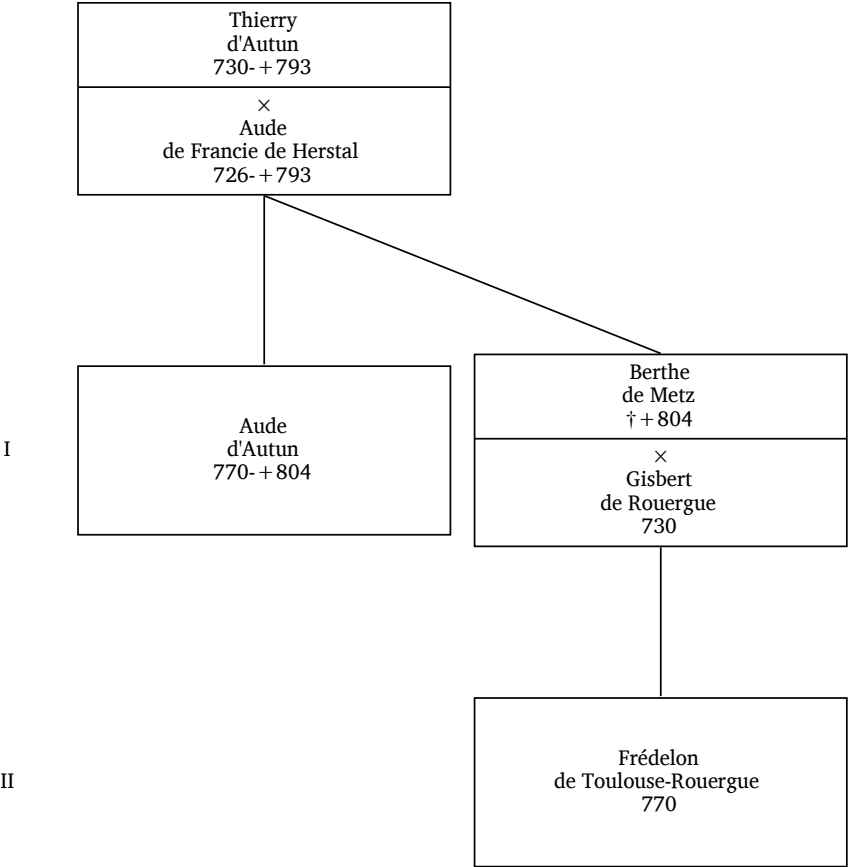 Thierry
d'Autun
730-+793
×
Aude
de Francie de Herstal
726-+793
I
Aude
d'Autun
770-+804
Berthe
de Metz
†+804
×
Gisbert
de Rouergue
730
II
Frédelon
de Toulouse-Rouergue
770